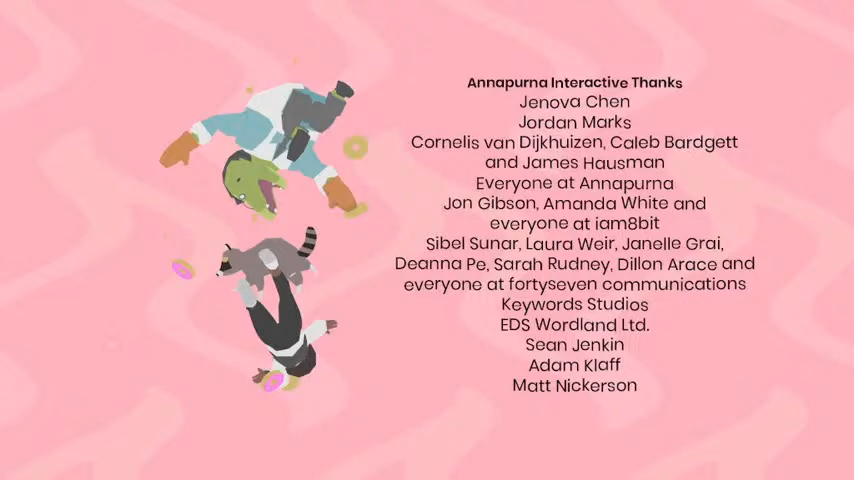 Annapurna Interactive Thanks
Jenova Chen
Jordan Marks
Cornelis van Dijkhuizen, Caleb Bardgett
and James Hausman
Everyone at Annapurna
Jon Gibson, Amanda White and
everyone at iam8bit
Sibel Sunar, Laura Weir, Janelle Grai,
Deanna Pe, Sarah Rudney, Dillon Arace and
everyone at fortyseven communications
Keywords Studios
EDS Wordland Ltd.
Sean Jenkin
Adam Klaff
Matt Nickerson